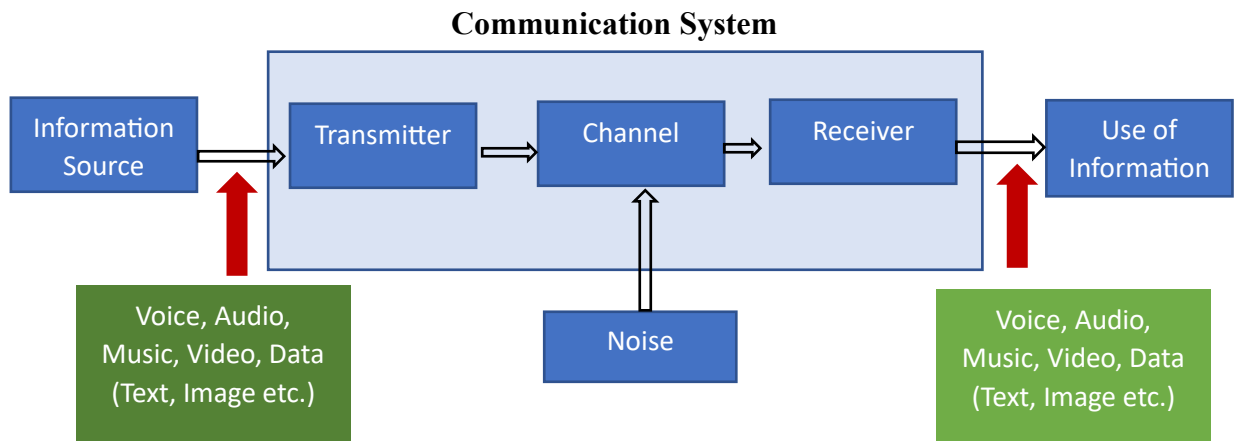 Communication System
Information
Source
Transmitter
Channel
Receiver
Use of
Information
Voice, Audio,
Music, Video, Data
(Text, Image etc.)
Noise
Voice, Audio,
Music, Video, Data
(Text, Image etc.)